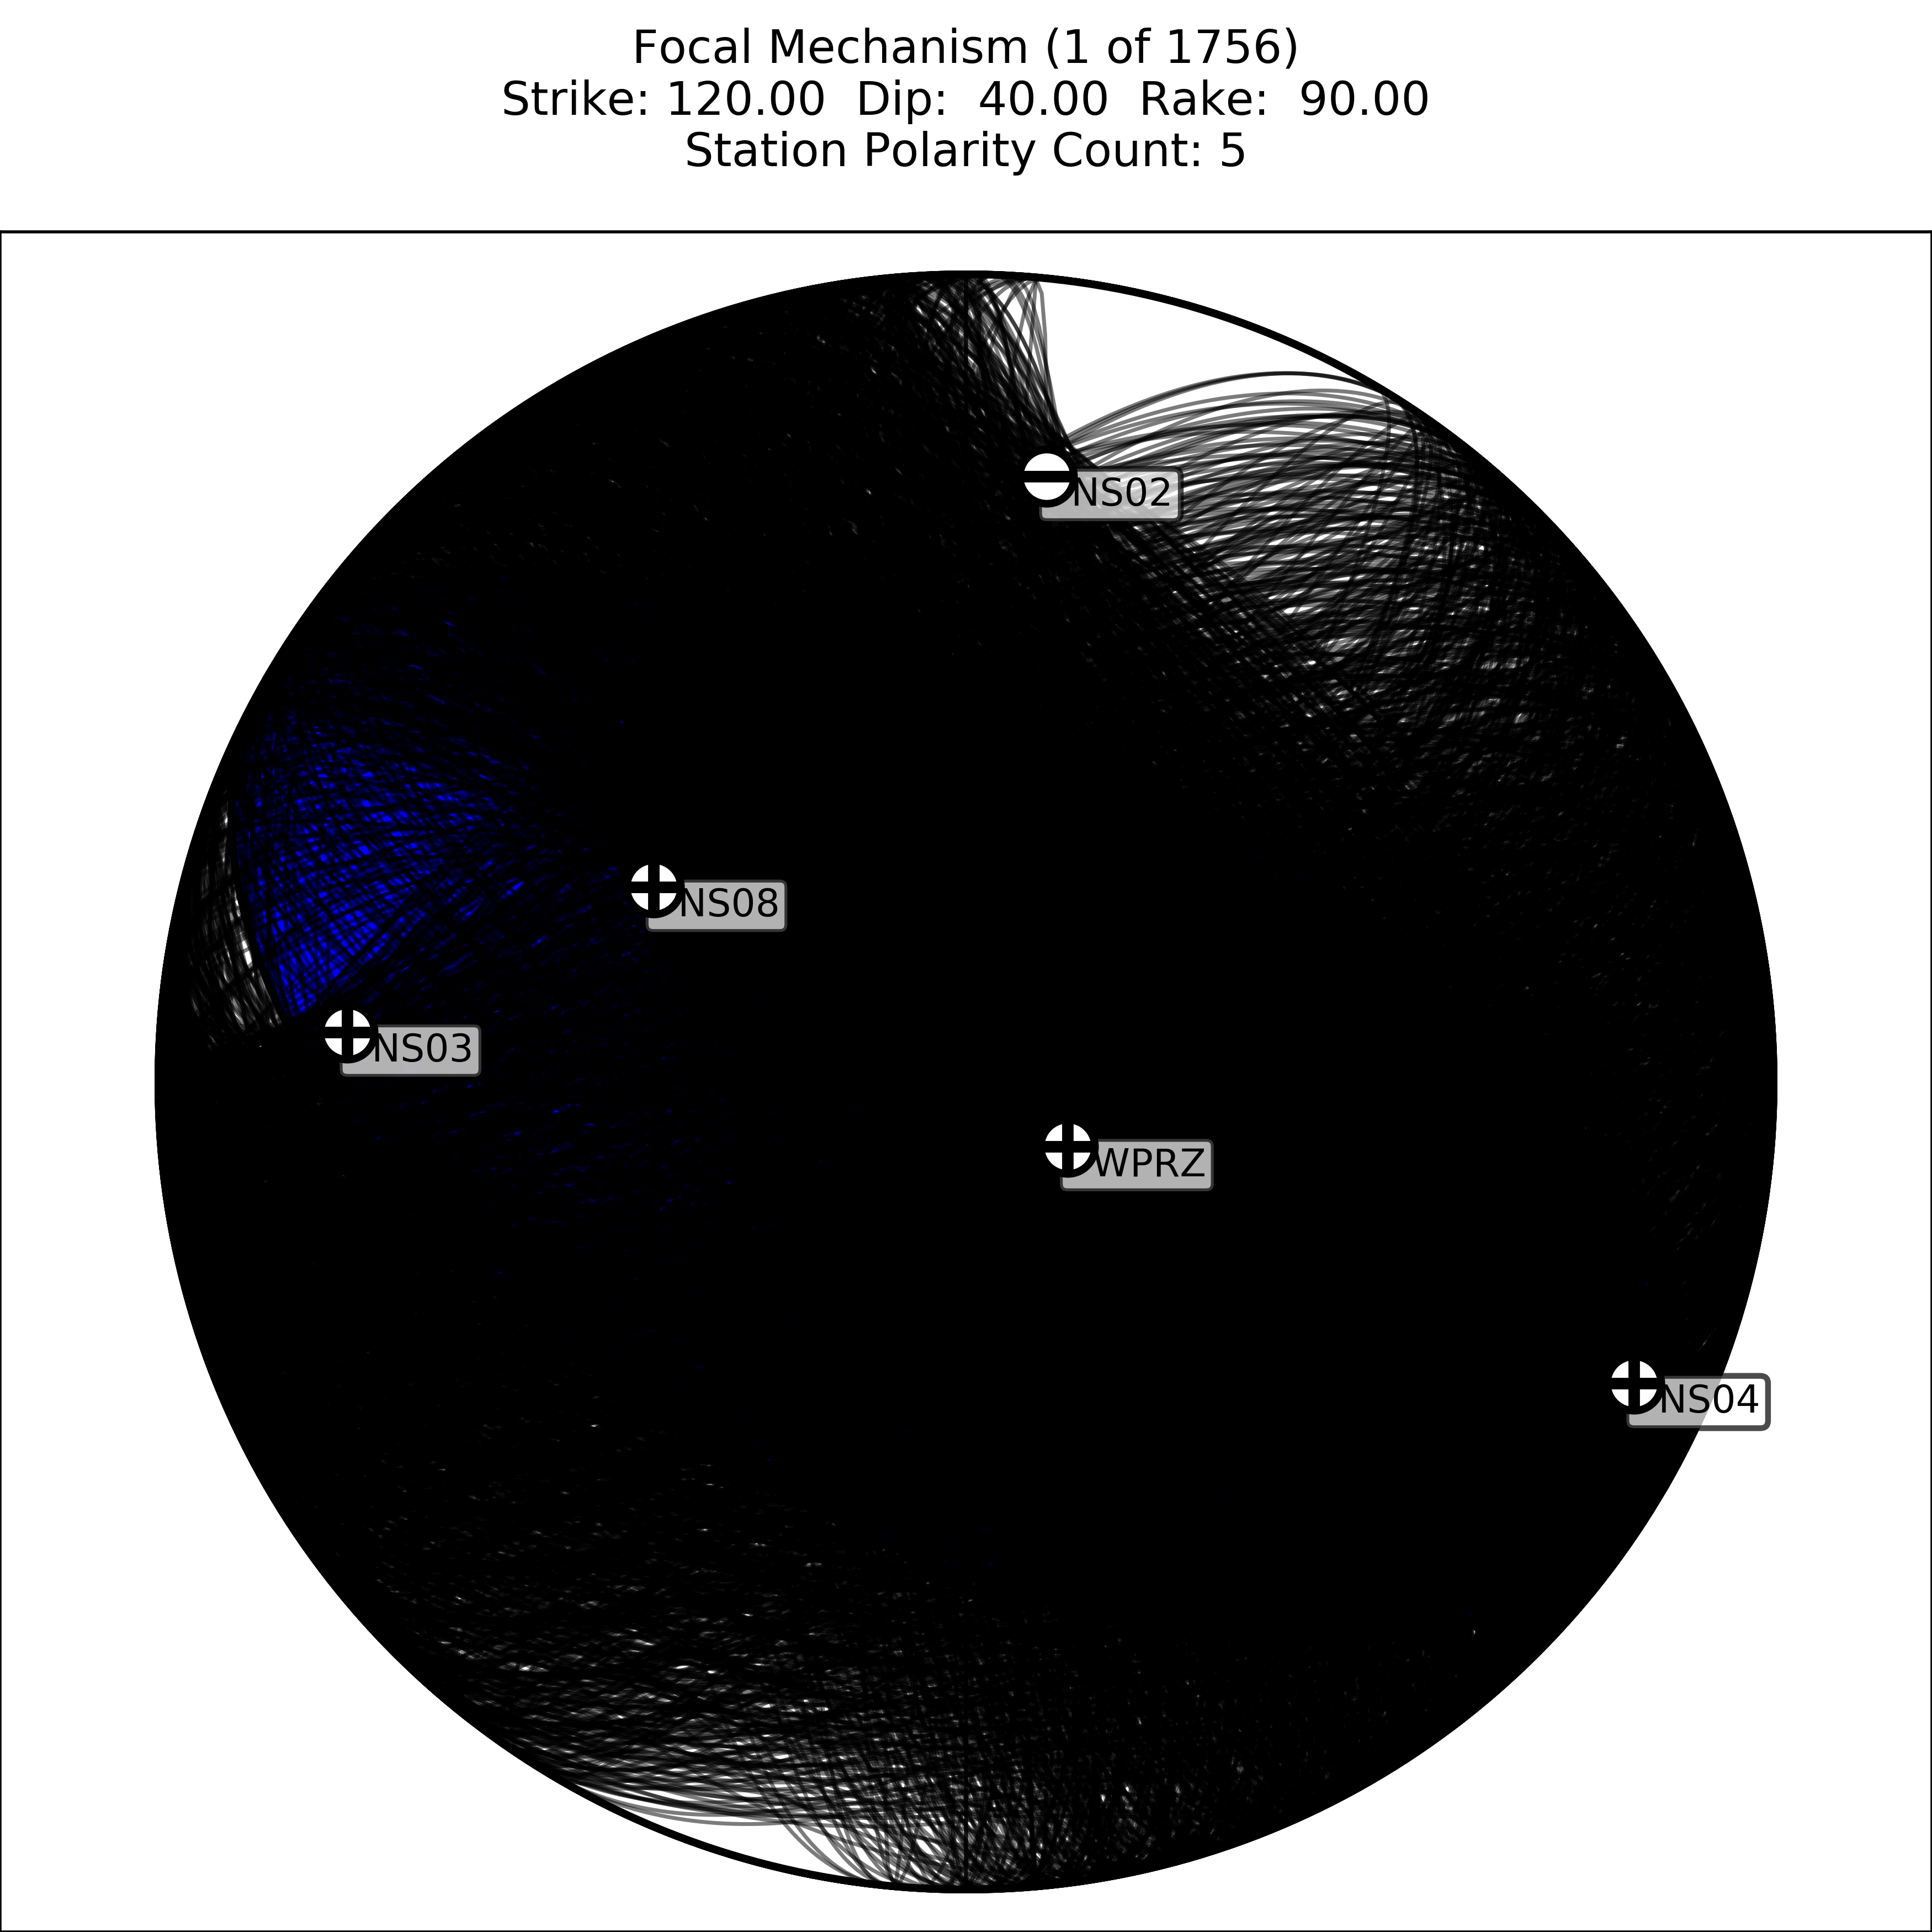 Focal Mechanism (1 of 1756)
Strike: 120.00 Dip: 40.00 Rake: 90.00
Station Polarity Count: 5
NS02
NS08
NS03
WPRZ
NS04